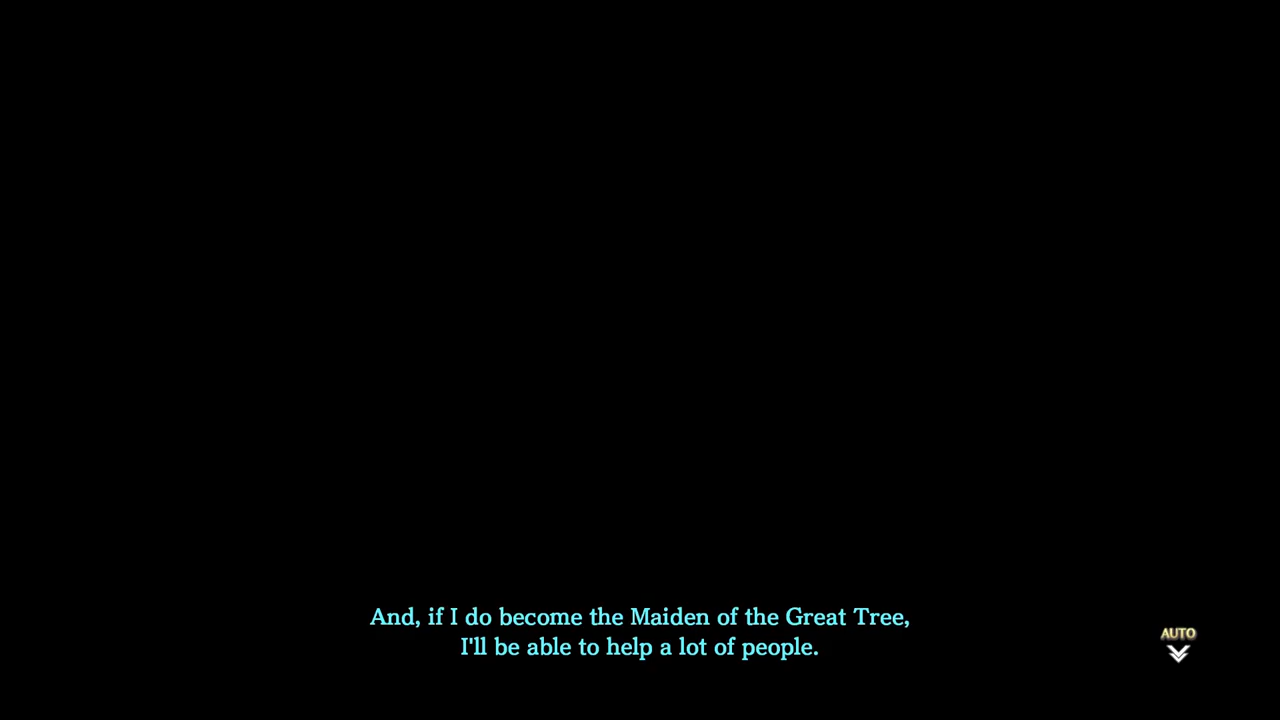 And, if I do become the Maiden of the Great Tree,
I'll be able to help a lot of people.
AUTO